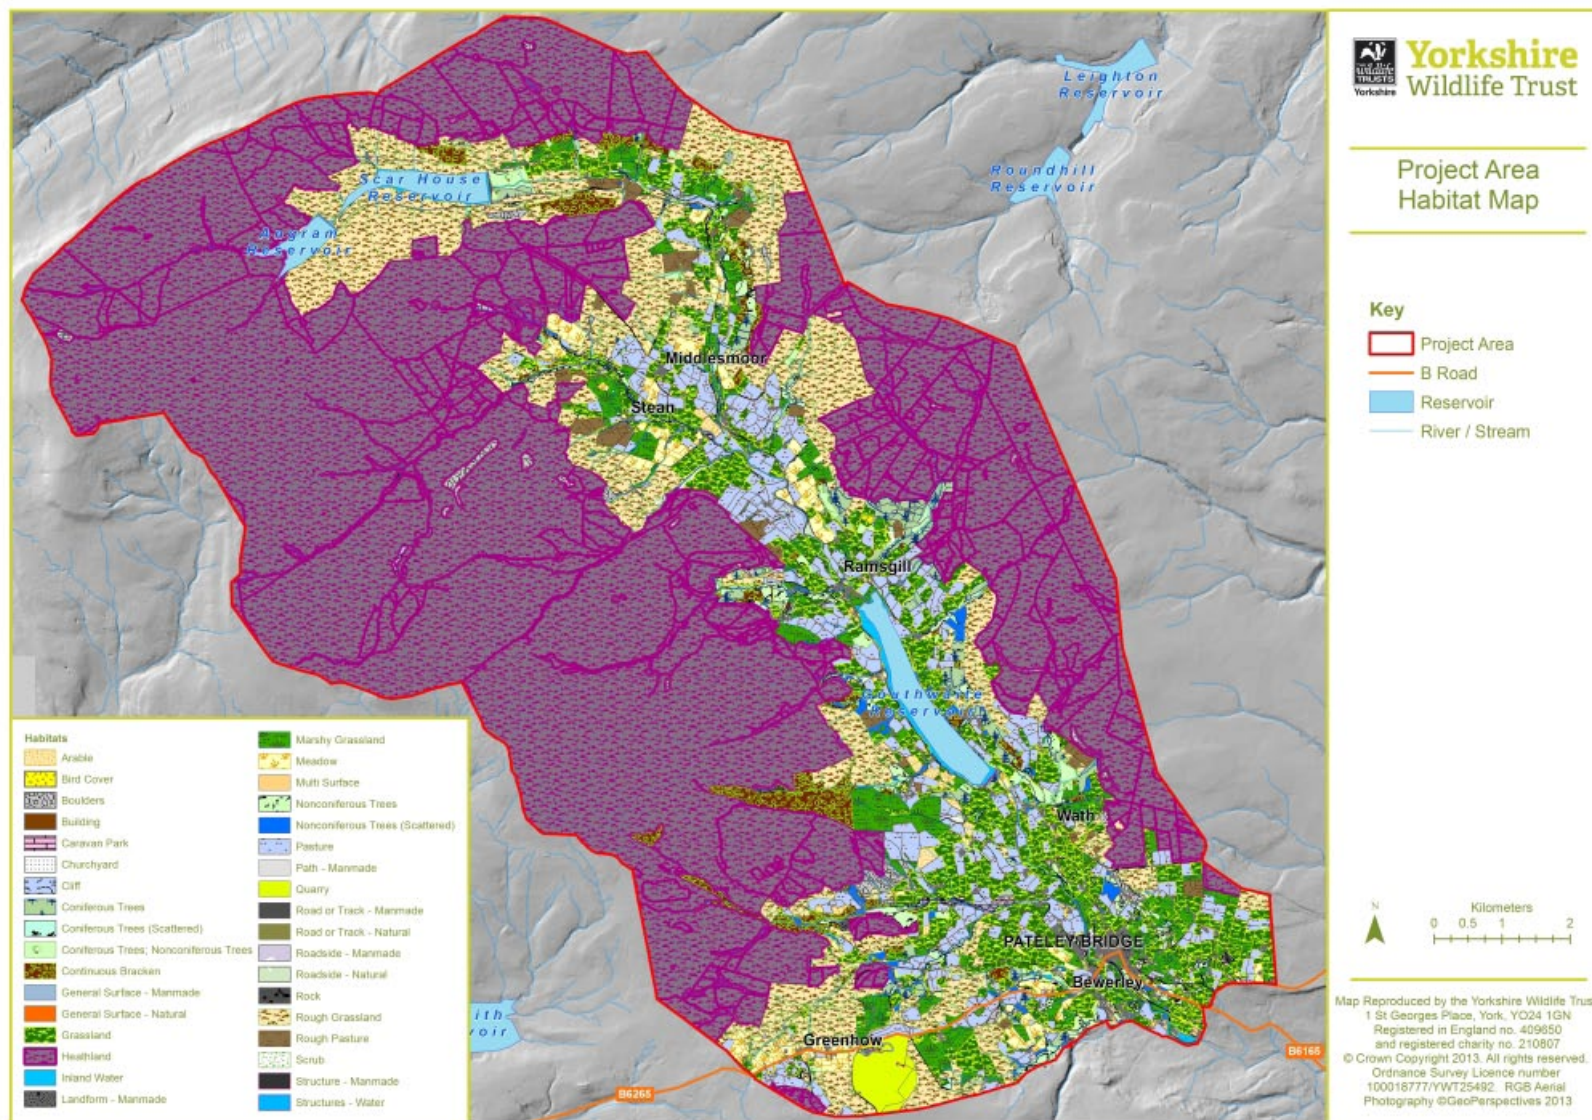 Yorkshire
Wildlife Trust
WILDLIFE
TRUSTS
Yorkshire
Project Area
Habitat Map
Key
Project Area
B Road
Reservoir
River / Stream
N
Kilometers
0 0.5 1 2
Map Reproduced by the Yorkshire Wildlife Trus
1 St Georges Place, York, YO24 1GN
Registered in England no. 409650
and registered charity no. 210807
© Crown Copyright 2013. All rights reserved.
Ordnance Survey Licence number
100018777/YWT25492. RGB Aerial
Photography ©GeoPerspectives 2013
Leighton
Reservoir
Roundhill
Reservoir
Scar House
Reservoir
Angram
Reservoir
Middlesmoor
Stean
Ramsgill
Gouthwaite
Reservoir
Wath
PATELEY BRIDGE
Bewerley
Greenhow
B6265
B6165
ith
voir
Habitats
Arable
Bird Cover
Boulders
Building
Caravan Park
Churchyard
Cliff
Coniferous Trees
Coniferous Trees (Scattered)
Coniferous Trees; Nonconiferous Trees
Continuous Bracken
General Surface - Manmade
General Surface - Natural
Grassland
Heathland
Inland Water
Landform - Manmade
Marshy Grassland
Meadow
Multi Surface
Nonconiferous Trees
Nonconiferous Trees (Scattered)
Pasture
Path - Manmade
Quarry
Road or Track - Manmade
Road or Track - Natural
Roadside - Manmade
Roadside - Natural
Rock
Rough Grassland
Rough Pasture
Scrub
Structure - Manmade
Structures - Water